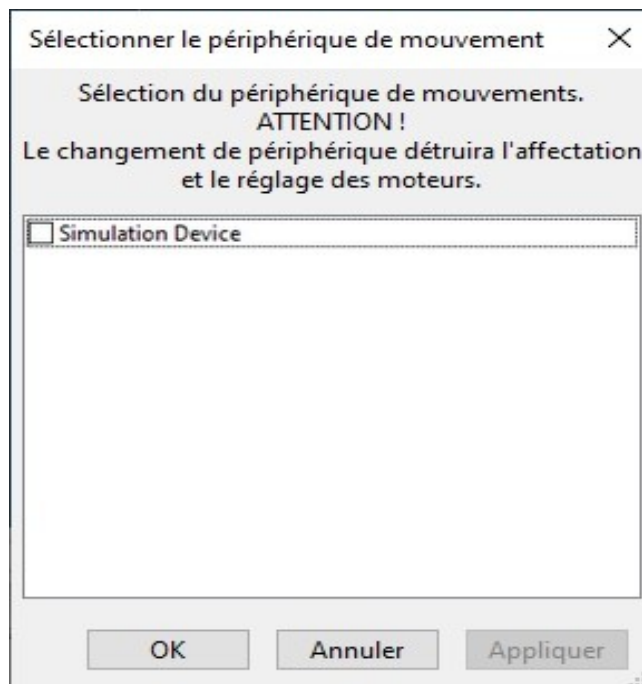 Sélectionner le périphérique de mouvement
Sélection du périphérique de mouvements.
ATTENTION !
Le changement de périphérique détruira l'affectation
et le réglage des moteurs.
Simulation Device
OK Annuler Appliquer